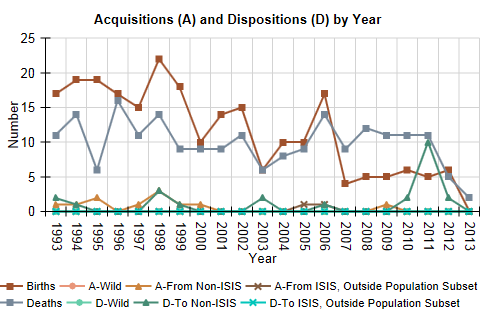 Acquisitions (A) and Dispositions (D) by Year
25
20
15
10
5
0
Number
1993 1994 1995 1996 1997 1998 1999 2000 2001 2002 2003 2004 2005 2006 2007 2008 2009 2010 2011 2012 2013
Year
Births A-Wild A-From Non-ISIS A-From ISIS, Outside Population Subset
Deaths D-Wild D-To Non-ISIS D-To ISIS, Outside Population Subset